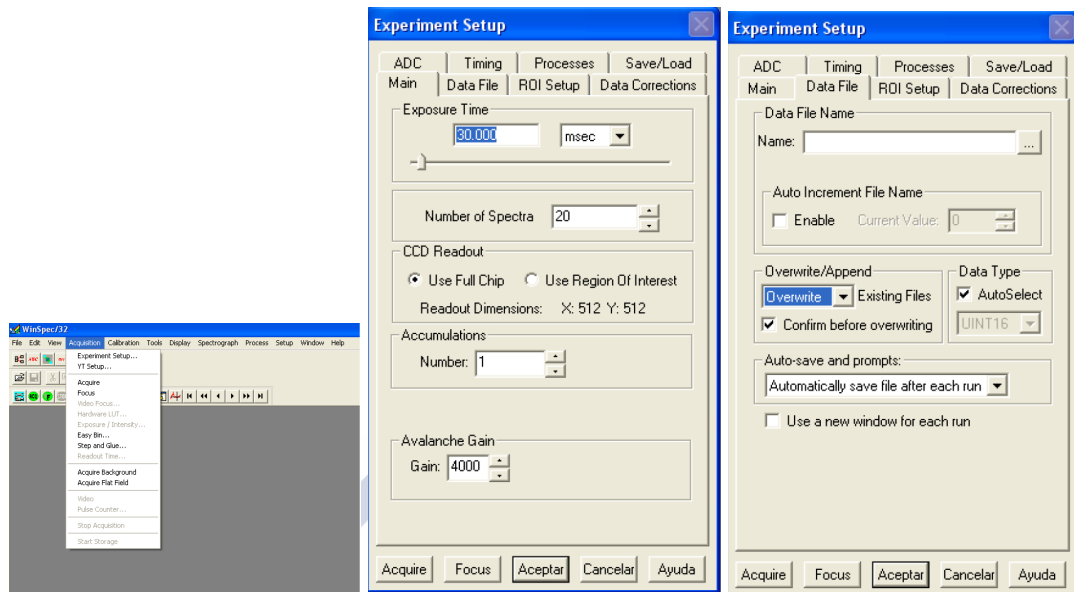 WinSpec/32
File Edit View Acquisition Calibration Tools Display Spectrograph Process Setup Window Help
Experiment Setup...
YT Setup...
Acquire
Focus
Video Focus...
Hardware LUT...
Exposure / Intensity...
Easy Bin...
Step and Glue...
Readout Time...
Acquire Background
Acquire Flat Field
Video
Pulse Counter...
Stop Acquisition
Start Storage
Experiment Setup
ADC Timing Processes Save/Load
Main Data File ROI Setup Data Corrections
Exposure Time
30.000 msec
Number of Spectra 20
CCD Readout
Use Full Chip Use Region Of Interest
Readout Dimensions: X: 512 Y: 512
Accumulations
Number: 1
Avalanche Gain
Gain: 4000
Acquire Focus Aceptar Cancelar Ayuda
Experiment Setup
ADC Timing Processes Save/Load
Main Data File ROI Setup Data Corrections
Data File Name
Name: ...
Auto Increment File Name
Enable Current Value: 0
Overwrite/Append
Overwrite Existing Files
Confirm before overwriting
Data Type
AutoSelect
UINT16
Auto-save and prompts:
Automatically save file after each run
Use a new window for each run
Acquire Focus Aceptar Cancelar Ayuda